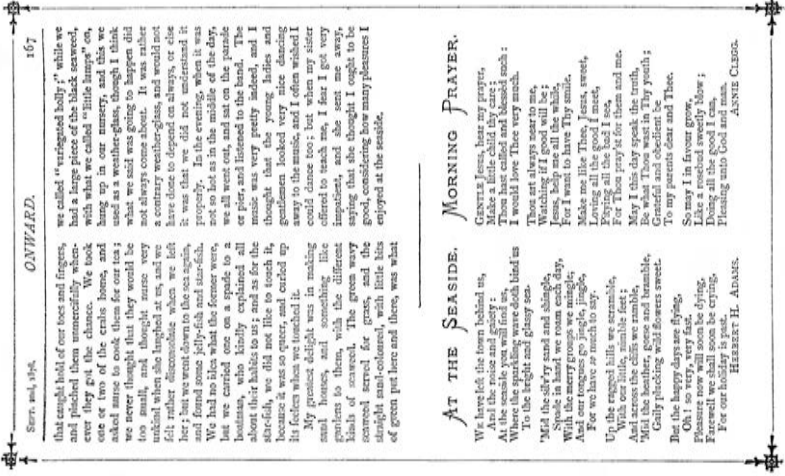 SEPT. 2nd, 1876. ONWARD. 167
that caught hold of our toes and fingers,
and pinched them unmercifully when-
ever they got the chance. We took
one or two of the crabs home, and
asked nurse to cook them for our tea;
we never thought that they would be
too small, and thought nurse very
unkind when she laughed at us, and we
felt rather disconsolate when we left
her; but we went down to the sea again,
and found some jelly-fish and star-fish.
We had no idea what the former were,
but we carried one on a spade to a
boatman, who kindly explained all
about their habits to us; and as for the
star-fish, we did not like to touch it,
because it was so queer, and curled up
its feelers when we touched it.
My greatest delight was in making
sand houses, and something like
gardens to them, with the different
kinds of seaweed. The green wavy
seaweed served for grass, and the
straight sand-coloured, with little bits
of green put here and there, was what
we called "variegated holly;" while we
had a large piece of the black seaweed,
with what we called "little lumps" on,
hung up in our nursery, and this we
used as a weather-glass, though I think
what we said was going to happen did
not always come about. It was rather
a contrary weather-glass, and would not
have done to depend on always, or else
it was that we did not understand it
properly. In the evening, when it was
not so hot as in the middle of the day,
we all went out, and sat on the parade
or pier, and listened to the band. The
music was very pretty indeed, and I
thought that the young ladies and
gentlemen looked very nice dancing
away to the music, and I often wished I
could dance too; but when my sister
offered to teach me, I fear I got very
impatient, and she sent me away,
saying that she thought I ought to be
good, considering how many pleasures I
enjoyed at the seaside.
AT THE SEASIDE.
WE have left the town behind us,
And the noise and gaiety:
At the seaside you will find us,
Where the sparkling wave doth bind us
To the bright and glassy sea.
'Mid the silv'ry sand and shingle,
Spade in hand we roam each day,
With the merry groups we mingle;
And our tongues go jingle, jingle,
For we have so much to say.
Up the ragged hills we scramble,
With our little, nimble feet;
And across the cliffs we ramble,
'Mid the heather, gorse and bramble,
Gaily plucking wild flowers sweet.
But the happy days are flying,
Oh! so very, very fast.
Pleasure now will soon be dying,
Farewell we shall soon be crying,
For our holiday is past.
HERBERT H. ADAMS.
MORNING PRAYER.
GENTLE Jesus, hear my prayer,
Make a little child thy care;
Thou hast called and blessed such:
I would love Thee very much.
Thou art always near to me,
Watching if I good will be;
Jesus, help me all the while,
For I want to have Thy smile.
Make me like Thee, Jesus, sweet,
Loving all the good I meet,
Pitying all the bad I see,
For Thou pray'st for them and me.
May I this day speak the truth,
Be what Thou wast in Thy youth;
Grateful and obedient be
To my parents dear and Thee.
So may I in favour grow,
Like a rosebud sweetly blow;
Doing all the good I can,
Pleasing unto God and man.
ANNIE CLEGG.